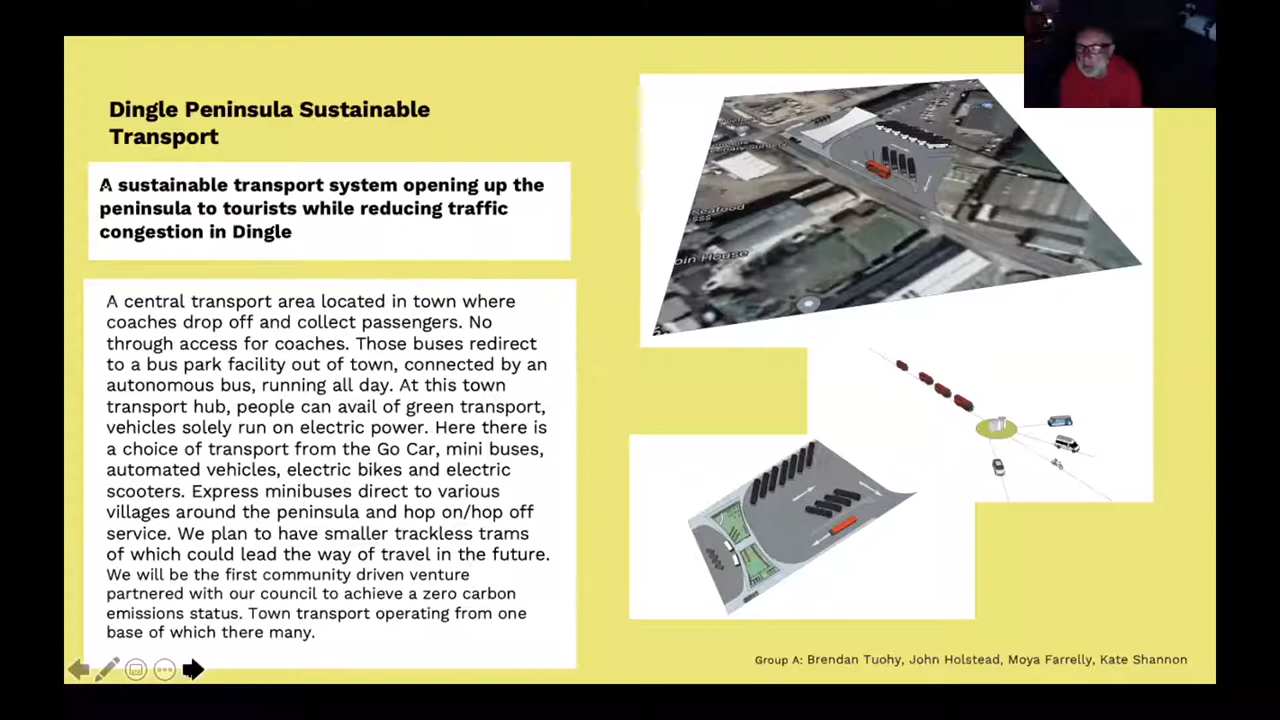 Dingle Peninsula Sustainable
Transport
A sustainable transport system opening up the
peninsula to tourists while reducing traffic
congestion in Dingle
A central transport area located in town where
coaches drop off and collect passengers. No
through access for coaches. Those buses redirect
to a bus park facility out of town, connected by an
autonomous bus, running all day. At this town
transport hub, people can avail of green transport,
vehicles solely run on electric power. Here there is
a choice of transport from the Go Car, mini buses,
automated vehicles, electric bikes and electric
scooters. Express minibuses direct to various
villages around the peninsula and hop on/hop off
service. We plan to have smaller trackless trams
of which could lead the way of travel in the future.
We will be the first community driven venture
partnered with our council to achieve a zero carbon
emissions status. Town transport operating from one
base of which there many.
Seafood
House
Group A: Brendan Tuohy, John Holstead, Moya Farrelly, Kate Shannon